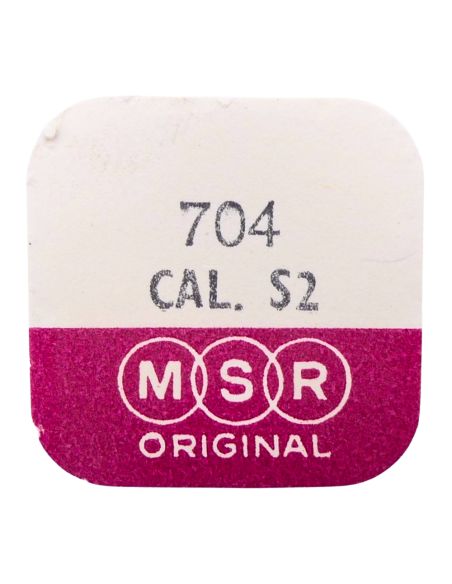 704
CAL. S2
MSR
ORIGINAL